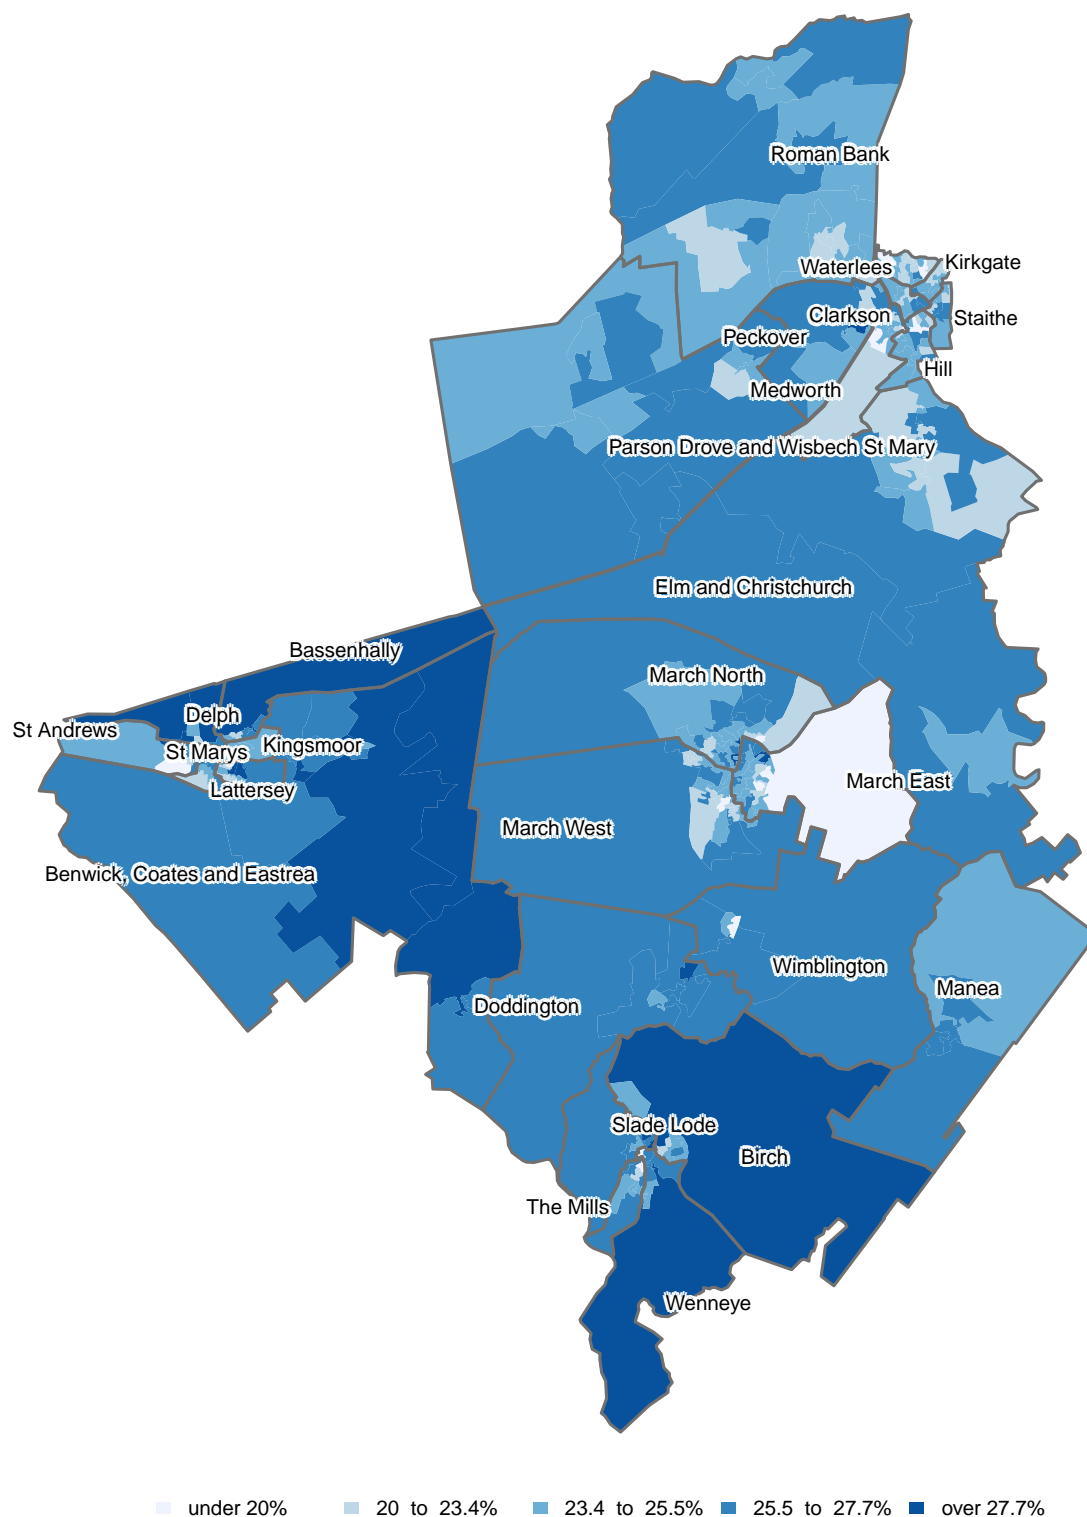 Roman Bank
Kirkgate
Waterlees
Clarkson
Staithe
Peckover
Hill
Medworth
Parson Drove and Wisbech St Mary
Elm and Christchurch
Bassenhally
March North
Delph
St Andrews
Kingsmoor
St Marys
March East
Lattersey
March West
Benwick, Coates and Eastrea
Wimblington
Manea
Doddington
Slade Lode
Birch
The Mills
Wenneye
under 20%
20 to 23.4%
23.4 to 25.5%
25.5 to 27.7%
over 27.7%